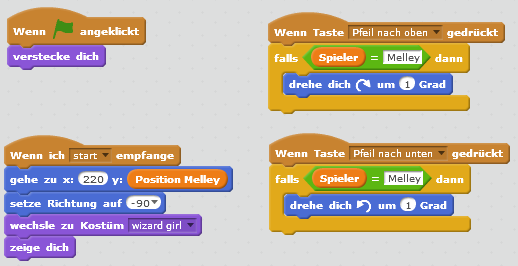 Wenn angeklickt
verstecke dich
Wenn ich start empfange
gehe zu x: 220 y: Position Melley
setze Richtung auf -90
wechsle zu Kostüm wizard girl
zeige dich
Wenn Taste Pfeil nach oben gedrückt
falls Spieler = Melley dann
drehe dich um 1 Grad
Wenn Taste Pfeil nach unten gedrückt
falls Spieler = Melley dann
drehe dich um 1 Grad